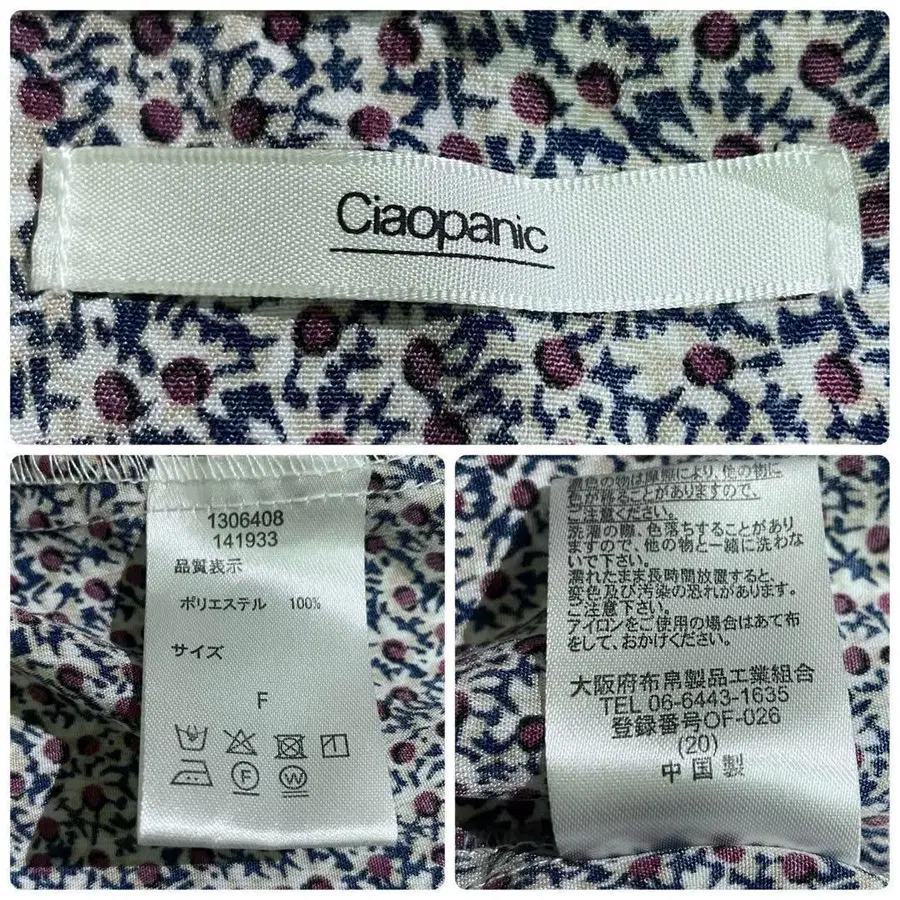 Ciaopanic
1306408
141933
品質表示
ポリエステル 100%
サイズ
F
濃色の物は摩擦により、他の物に
色が移ることがありますので、
ご注意ください。
洗濯の際、色落ちすることがあり
ますので、他の物と一緒に洗わな
いで下さい。
濡れたまま長時間放置すると、
変色及び汚染の恐れがあります。
ご注意下さい。
アイロンをご使用の場合はあて布
をして、おかけください。
大阪府布帛製品工業組合
TEL 06-6443-1635
登録番号OF-026
(20)
中国製